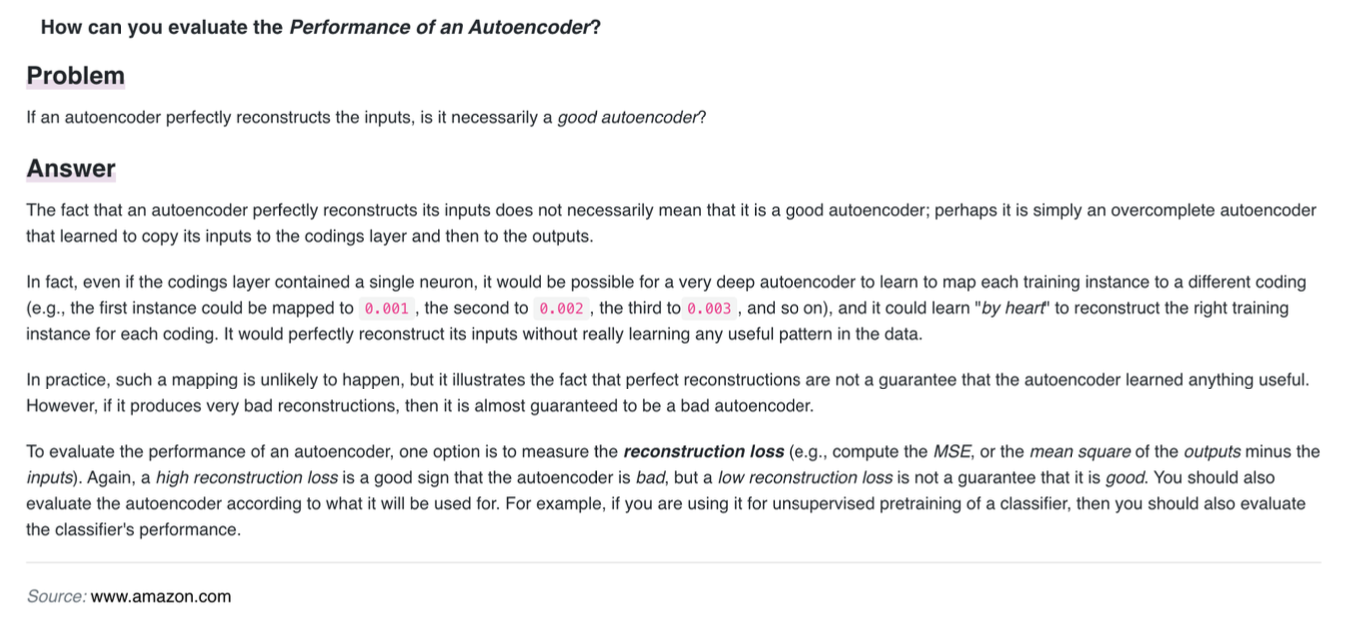 How can you evaluate the Performance of an Autoencoder?
Problem
If an autoencoder perfectly reconstructs the inputs, is it necessarily a good autoencoder?
Answer
The fact that an autoencoder perfectly reconstructs its inputs does not necessarily mean that it is a good autoencoder; perhaps it is simply an overcomplete autoencoder
that learned to copy its inputs to the codings layer and then to the outputs.
In fact, even if the codings layer contained a single neuron, it would be possible for a very deep autoencoder to learn to map each training instance to a different coding
(e.g., the first instance could be mapped to 0.001 , the second to 0.002 , the third to 0.003 , and so on), and it could learn "by heart" to reconstruct the right training
instance for each coding. It would perfectly reconstruct its inputs without really learning any useful pattern in the data.
In practice, such a mapping is unlikely to happen, but it illustrates the fact that perfect reconstructions are not a guarantee that the autoencoder learned anything useful.
However, if it produces very bad reconstructions, then it is almost guaranteed to be a bad autoencoder.
To evaluate the performance of an autoencoder, one option is to measure the reconstruction loss (e.g., compute the MSE, or the mean square of the outputs minus the
inputs). Again, a high reconstruction loss is a good sign that the autoencoder is bad, but a low reconstruction loss is not a guarantee that it is good. You should also
evaluate the autoencoder according to what it will be used for. For example, if you are using it for unsupervised pretraining of a classifier, then you should also evaluate
the classifier's performance.
Source: www.amazon.com